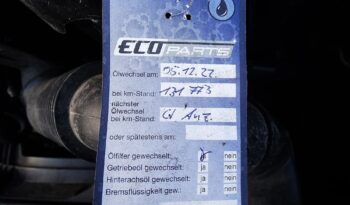 ECO PARTS
Ölwechsel am: 05.12.22
bei km-Stand: 131 773
nächster
Ölwechsel
bei km-Stand:
oder spätestens am:
Ölfilter gewechselt: ja nein
Getriebeöl gewechselt: ja nein
Hinterachsöl gewechselt: ja nein
Bremsflüssigkeit gew.: ja nein